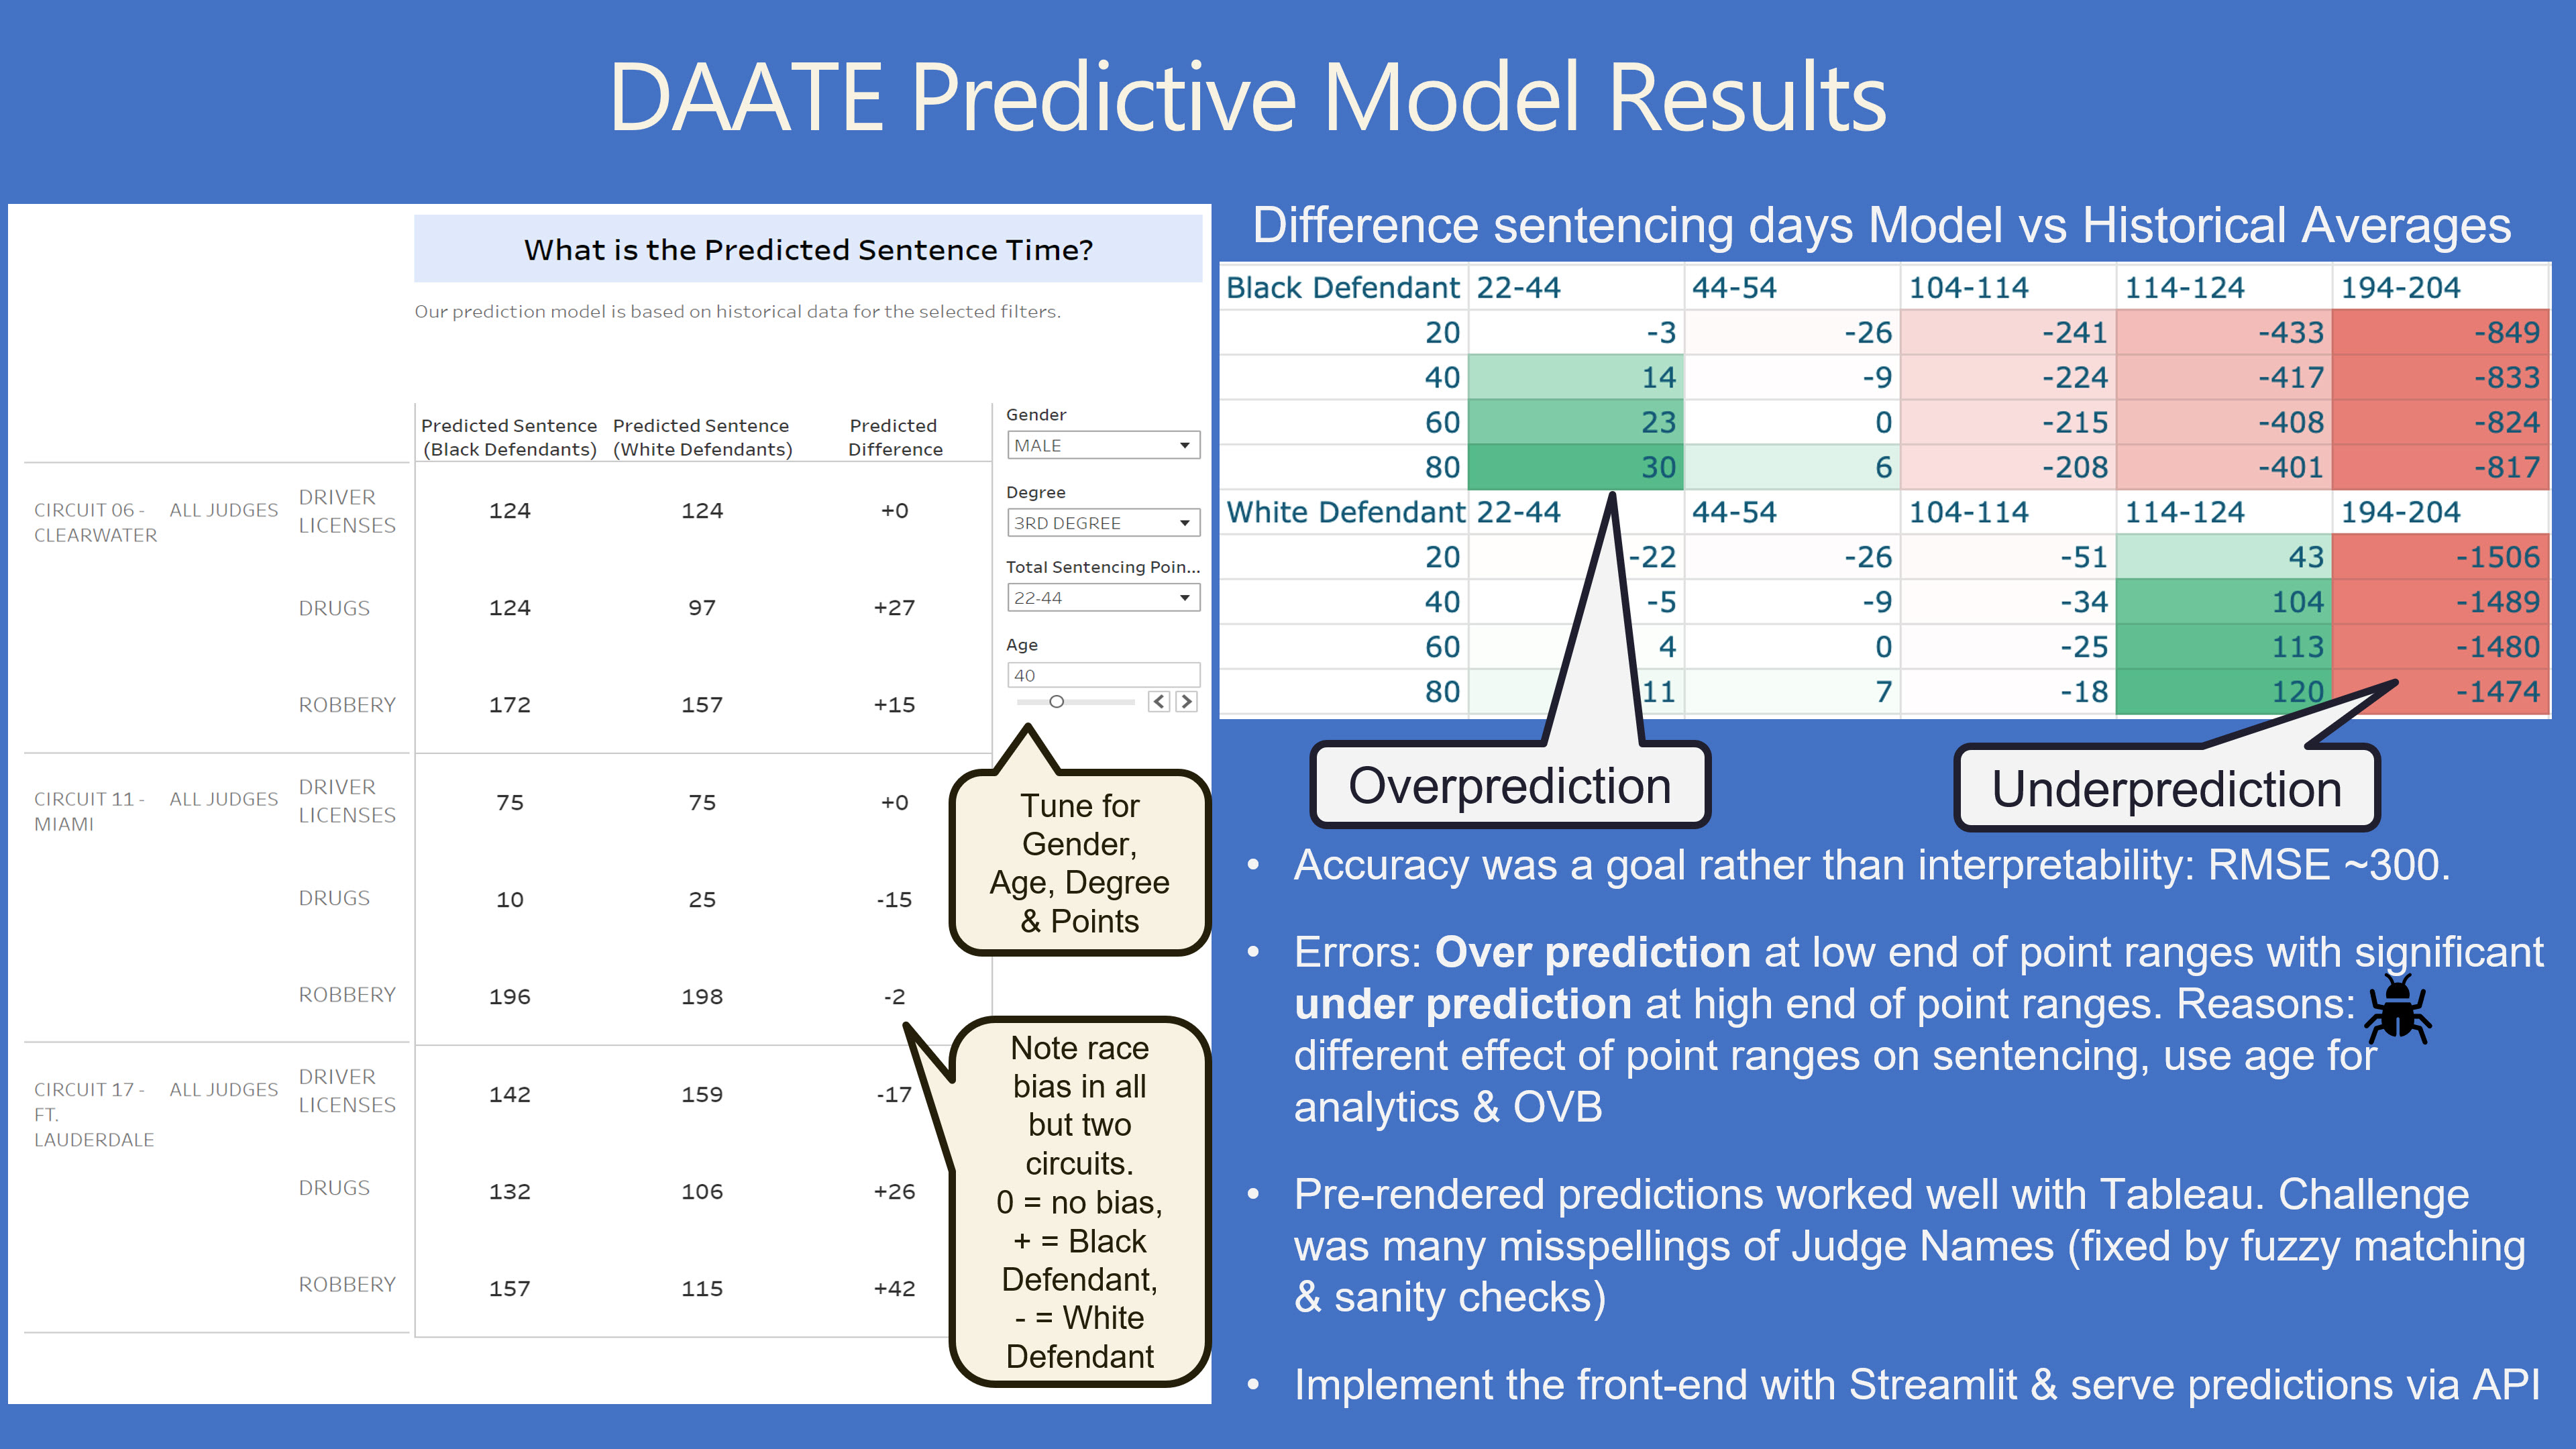 DAATE Predictive Model Results
What is the Predicted Sentence Time?
Our prediction model is based on historical data for the selected filters.
Predicted Sentence (Black Defendants) Predicted Sentence (White Defendants) Predicted Difference
CIRCUIT 06 - CLEARWATER ALL JUDGES DRIVER LICENSES 124 124 +0
DRUGS 124 97 +27
ROBBERY 172 157 +15
CIRCUIT 11 - MIAMI ALL JUDGES DRIVER LICENSES 75 75 +0
DRUGS 10 25 -15
ROBBERY 196 198 -2
CIRCUIT 17 - FT. LAUDERDALE ALL JUDGES DRIVER LICENSES 142 159 -17
DRUGS 132 106 +26
ROBBERY 157 115 +42
Gender
MALE
Degree
3RD DEGREE
Total Sentencing Poin...
22-44
Age
40
Tune for
Gender,
Age, Degree
& Points
Note race
bias in all
but two
circuits.
0 = no bias,
+ = Black
Defendant,
- = White
Defendant
Difference sentencing days Model vs Historical Averages
Black Defendant 22-44 44-54 104-114 114-124 194-204
20 -3 -26 -241 -433 -849
40 14 -9 -224 -417 -833
60 23 0 -215 -408 -824
80 30 6 -208 -401 -817
White Defendant 22-44 44-54 104-114 114-124 194-204
20 -22 -26 -51 43 -1506
40 -5 -9 -34 104 -1489
60 4 0 -25 113 -1480
80 11 7 -18 120 -1474
Overprediction
Underprediction
• Accuracy was a goal rather than interpretability: RMSE ~300.
• Errors: Over prediction at low end of point ranges with significant
under prediction at high end of point ranges. Reasons:
different effect of point ranges on sentencing, use age for
analytics & OVB
• Pre-rendered predictions worked well with Tableau. Challenge
was many misspellings of Judge Names (fixed by fuzzy matching
& sanity checks)
• Implement the front-end with Streamlit & serve predictions via API